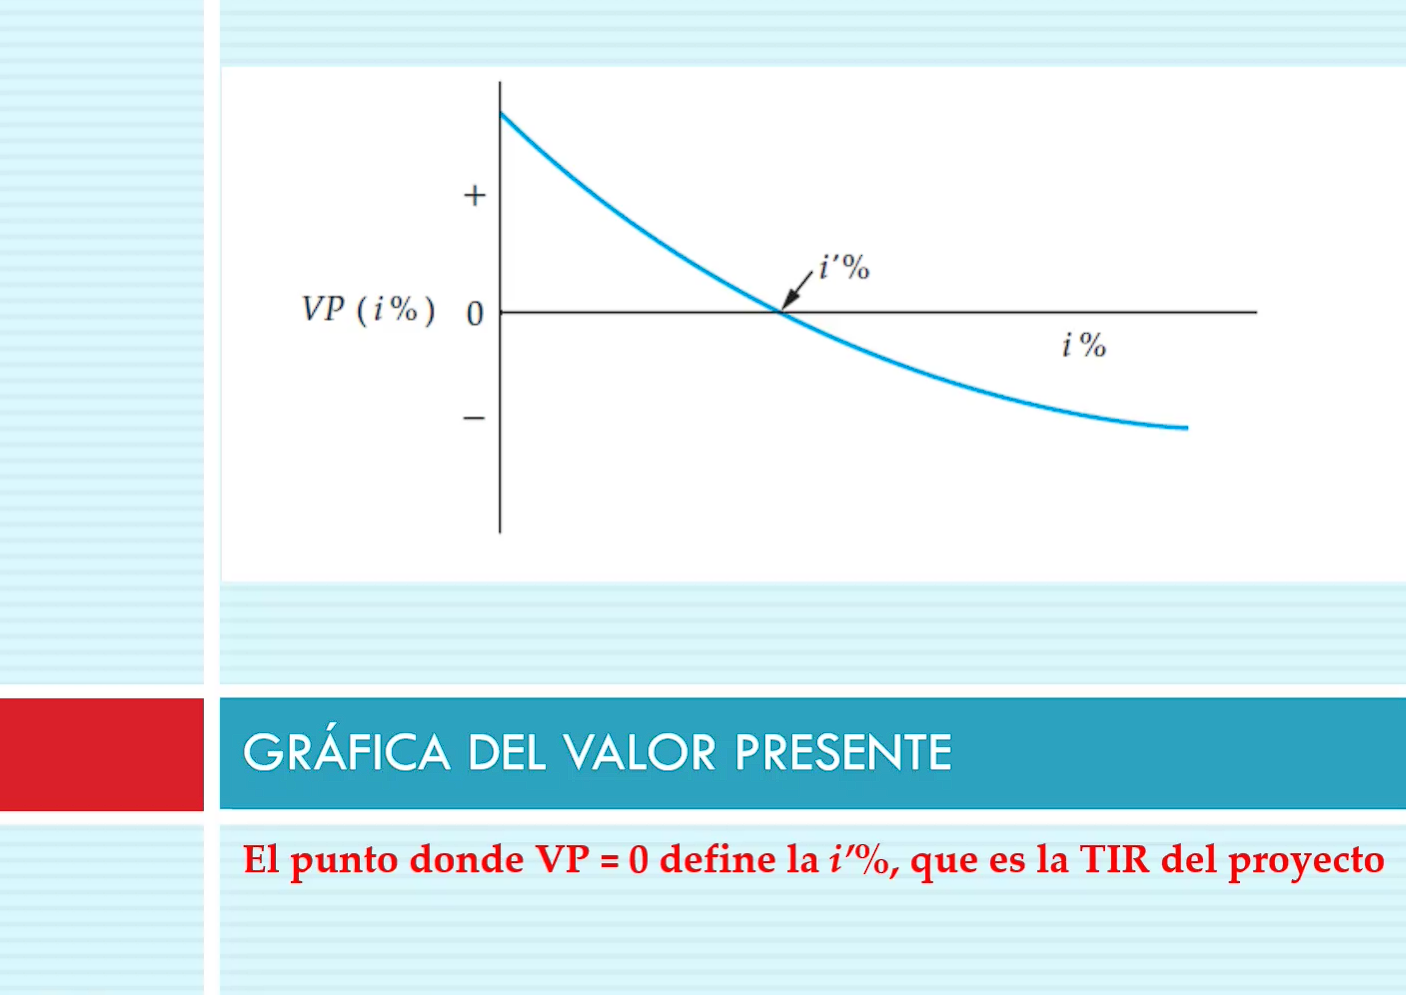 +
i′%
VP (i%) 0
i%
−
GRÁFICA DEL VALOR PRESENTE
El punto donde VP = 0 define la i′%, que es la TIR del proyecto